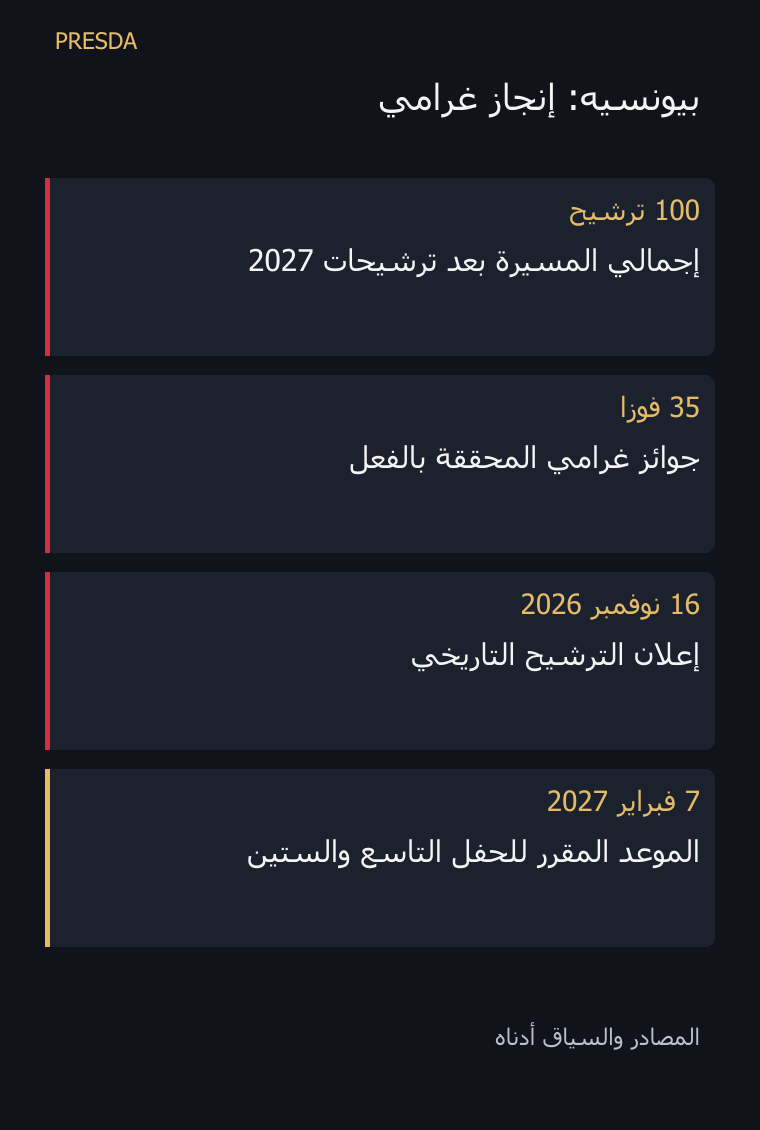 PRESDA
بيونسيه: إنجاز غرامي
100 ترشيح
إجمالي المسيرة بعد ترشيحات 2027
35 فوزا
جوائز غرامي المحققة بالفعل
16 نوفمبر 2026
إعلان الترشيح التاريخي
7 فبراير 2027
الموعد المقرر للحفل التاسع والستين
المصادر والسياق أدناه